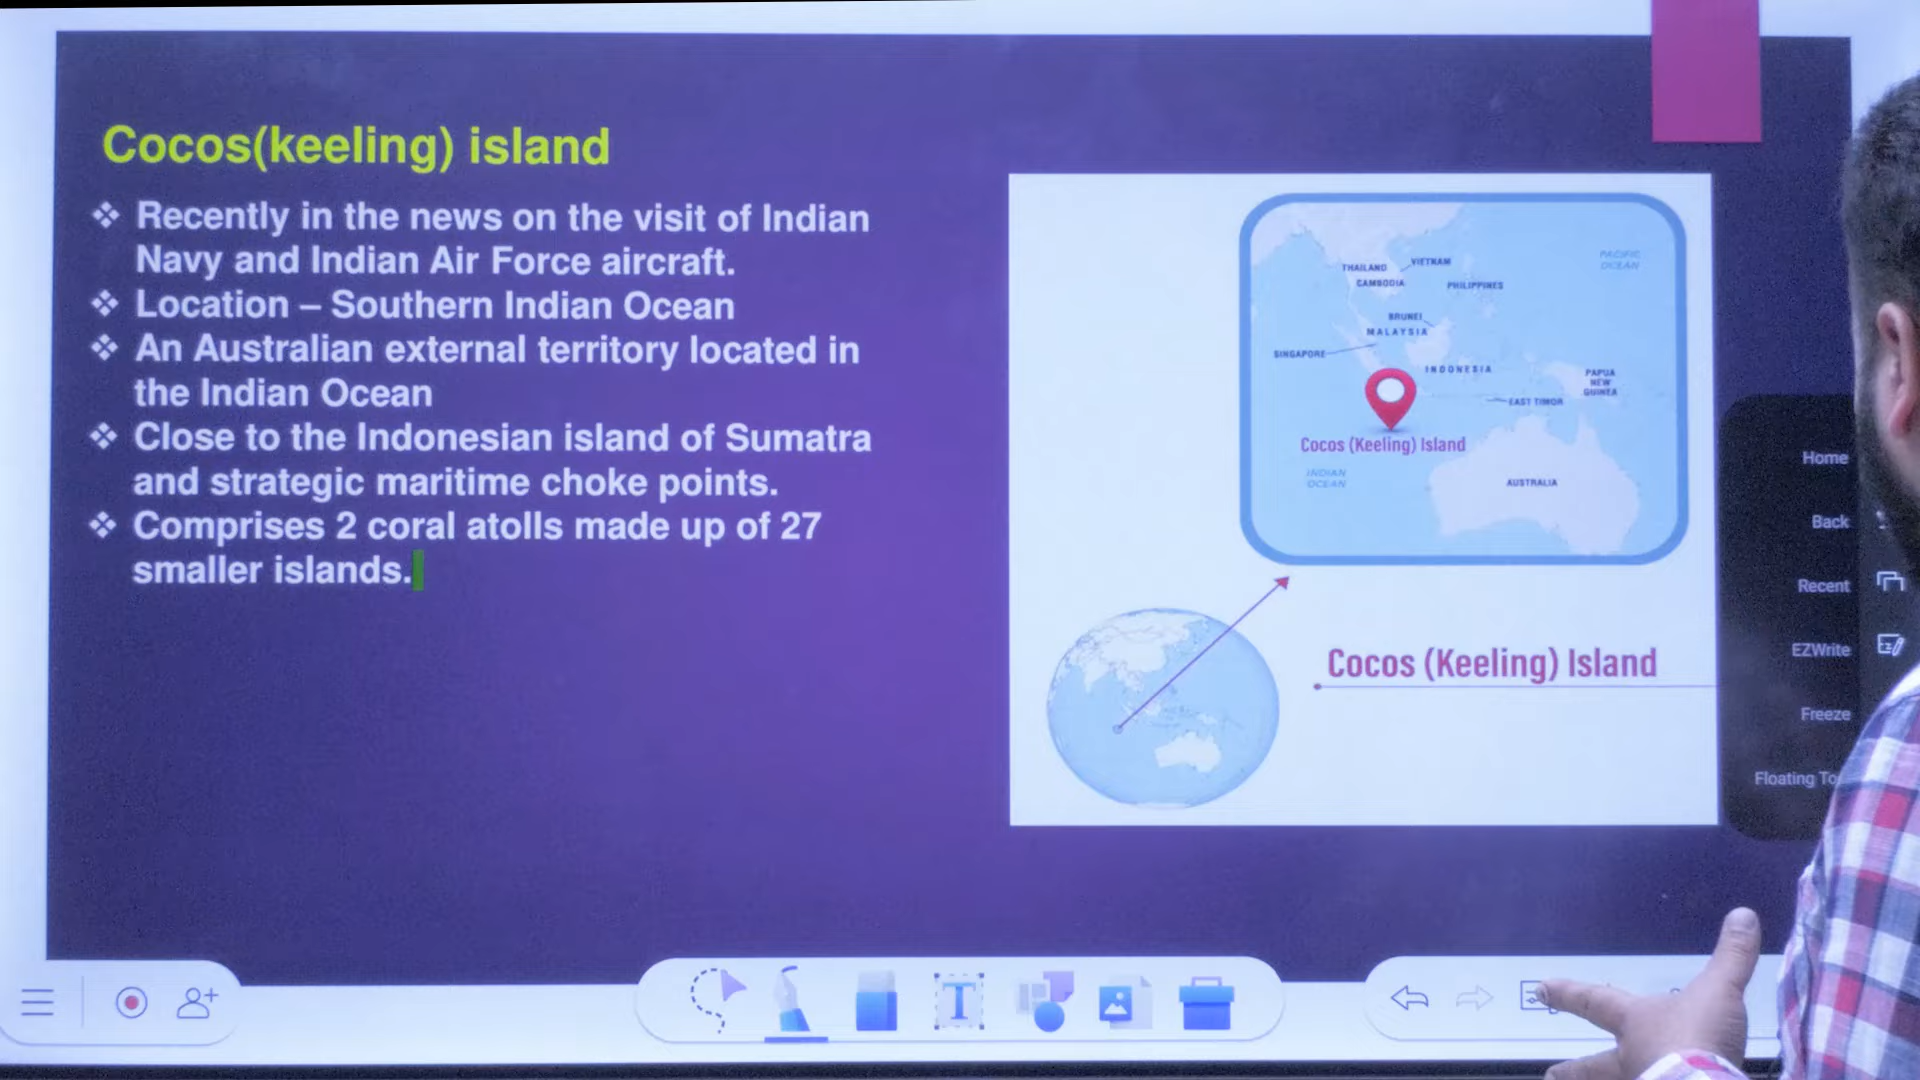 Cocos(keeling) island
❖ Recently in the news on the visit of Indian
Navy and Indian Air Force aircraft.
❖ Location – Southern Indian Ocean
❖ An Australian external territory located in
the Indian Ocean
❖ Close to the Indonesian island of Sumatra
and strategic maritime choke points.
❖ Comprises 2 coral atolls made up of 27
smaller islands.
PACIFIC
OCEAN
THAILAND
VIETNAM
CAMBODIA
PHILIPPINES
BRUNEI
MALAYSIA
SINGAPORE
INDONESIA
PAPUA
NEW
GUINEA
EAST TIMOR
Cocos (Keeling) Island
INDIAN
OCEAN
AUSTRALIA
Cocos (Keeling) Island
Home
Back
Recent
EZWrite
Freeze
Floating
T